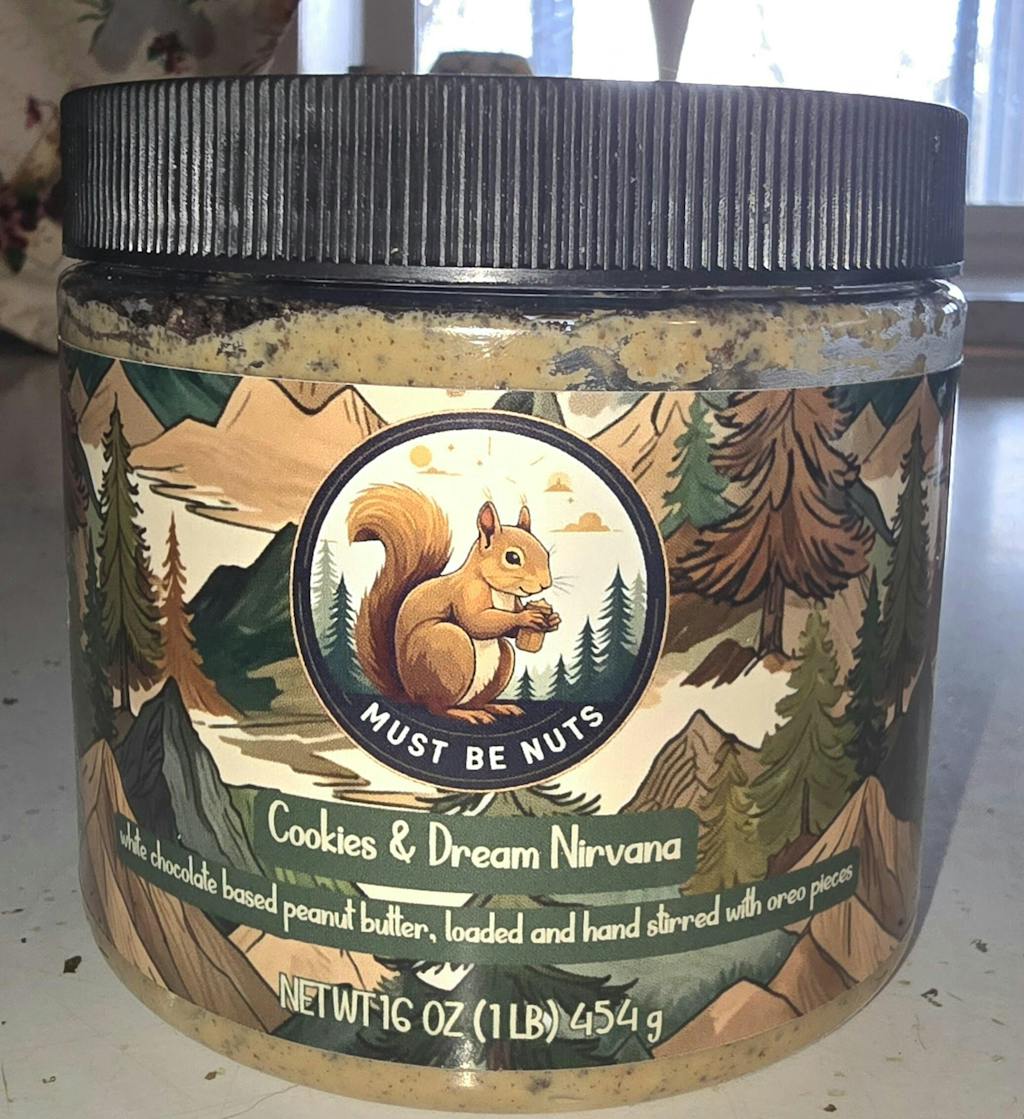 MUST BE NUTS
Cookies & Dream Nirvana
white chocolate based peanut butter, loaded and hand stirred with oreo pieces
NET WT 16 OZ (1 LB) 454 g